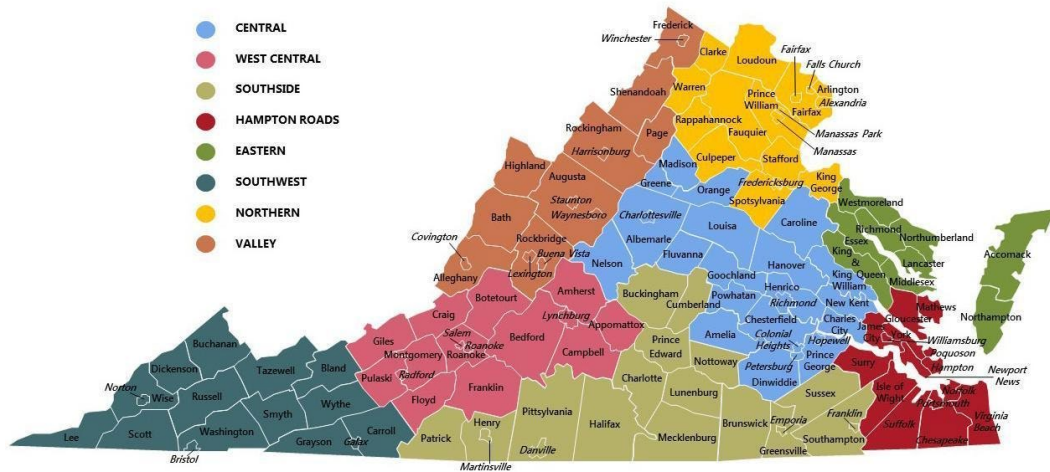 CENTRAL
WEST CENTRAL
SOUTHSIDE
HAMPTON ROADS
EASTERN
SOUTHWEST
NORTHERN
VALLEY
Frederick
Winchester
Clarke
Loudoun
Fairfax
Falls Church
Shenandoah
Warren
Prince
William
Arlington
Alexandria
Fairfax
Rappahannock
Fauquier
Manassas Park
Manassas
Rockingham
Harrisonburg
Page
Madison
Culpeper
Stafford
Highland
Augusta
Greene
Orange
Fredericksburg
Spotsylvania
King
George
Staunton
Waynesboro
Charlottesville
Louisa
Caroline
Westmoreland
Richmond
Northumberland
Essex
Lancaster
Accomack
Bath
Albemarle
Covington
Rockbridge
Buena Vista
Lexington
Nelson
Fluvanna
Hanover
King
&
Queen
King
William
Middlesex
Alleghany
Goochland
Henrico
Richmond
New Kent
Northampton
Botetourt
Amherst
Buckingham
Cumberland
Powhatan
Chesterfield
Charles
City
Gloucester
Mathews
Craig
Lynchburg
Appomattox
Amelia
Colonial
Heights
Hopewell
James
City
York
Williamsburg
Poquoson
Hampton
Newport
News
Giles
Salem
Roanoke
Roanoke
Bedford
Campbell
Prince
Edward
Nottoway
Petersburg
Prince
George
Dinwiddie
Surry
Isle of
Wight
Norfolk
Portsmouth
Virginia
Beach
Suffolk
Chesapeake
Montgomery
Radford
Pulaski
Floyd
Franklin
Charlotte
Lunenburg
Sussex
Buchanan
Dickenson
Tazewell
Bland
Norton
Wise
Russell
Wythe
Smyth
Lee
Scott
Washington
Bristol
Grayson
Galax
Carroll
Patrick
Henry
Martinsville
Pittsylvania
Danville
Halifax
Mecklenburg
Brunswick
Emporia
Greensville
Franklin
Southampton